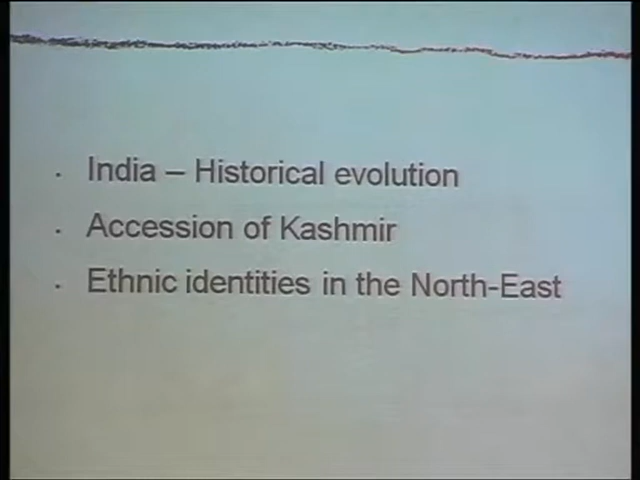 India – Historical evolution
Accession of Kashmir
Ethnic identities in the North-East